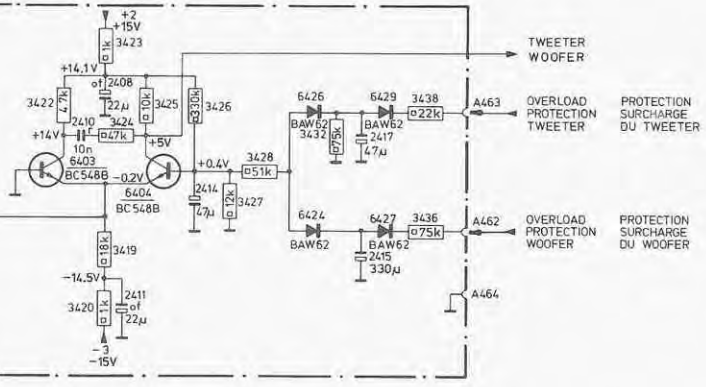 +2
+15V
3423
1k
+14,1V
of
2408
22µ
3422
4,7k
10k
3425
330k
3426
2410
r
3424
47k
+14V
10n
+5V
6403
BC548B
-0.2V
6404
BC548B
+0.4V
3428
51k
2414
47µ
12k
3427
6426
BAW62
3432
75k
6429
BAW62
2417
47µ
3438
22k
A463
6424
BAW62
6427
BAW62
2415
330µ
3436
75k
A462
A464
18k
3419
-14.5V
3420
1k
2411
of
22µ
-3
-15V
TWEETER
WOOFER
OVERLOAD
PROTECTION
TWEETER
PROTECTION
SURCHARGE
DU TWEETER
OVERLOAD
PROTECTION
WOOFER
PROTECTION
SURCHARGE
DU WOOFER